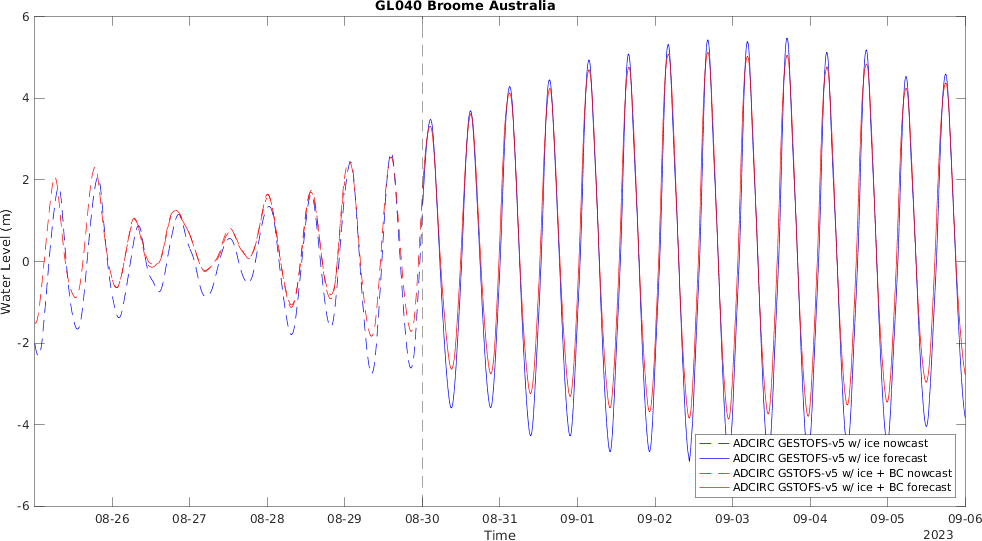 GL040 Broome Australia
6
4
2
0
-2
-4
-6
Water Level (m)
ADCIRC GESTOFS-v5 w/ ice nowcast
ADCIRC GESTOFS-v5 w/ ice forecast
ADCIRC GSTOFS-v5 w/ ice + BC nowcast
ADCIRC GSTOFS-v5 w/ ice + BC forecast
08-26 08-27 08-28 08-29 08-30 08-31 09-01 09-02 09-03 09-04 09-05 09-06
Time
2023